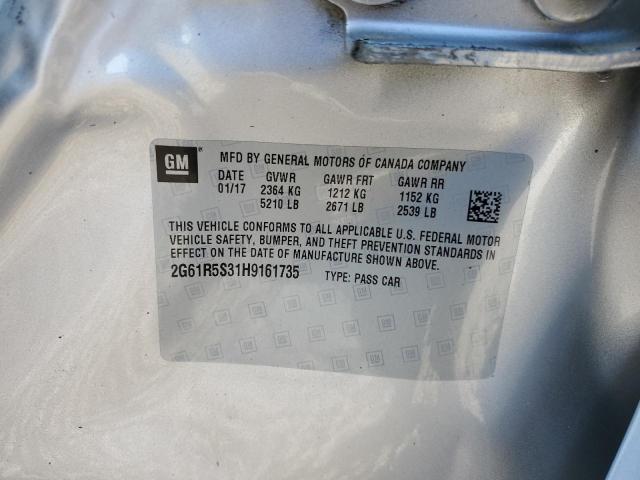 GM
MFD BY GENERAL MOTORS OF CANADA COMPANY
DATE GVWR GAWR FRT GAWR RR
01/17 2364 KG 1212 KG 1152 KG
5210 LB 2671 LB 2539 LB
THIS VEHICLE CONFORMS TO ALL APPLICABLE U.S. FEDERAL MOTOR
VEHICLE SAFETY, BUMPER, AND THEFT PREVENTION STANDARDS IN
EFFECT ON THE DATE OF MANUFACTURE SHOWN ABOVE.
2G61R5S31H9161735 TYPE: PASS CAR